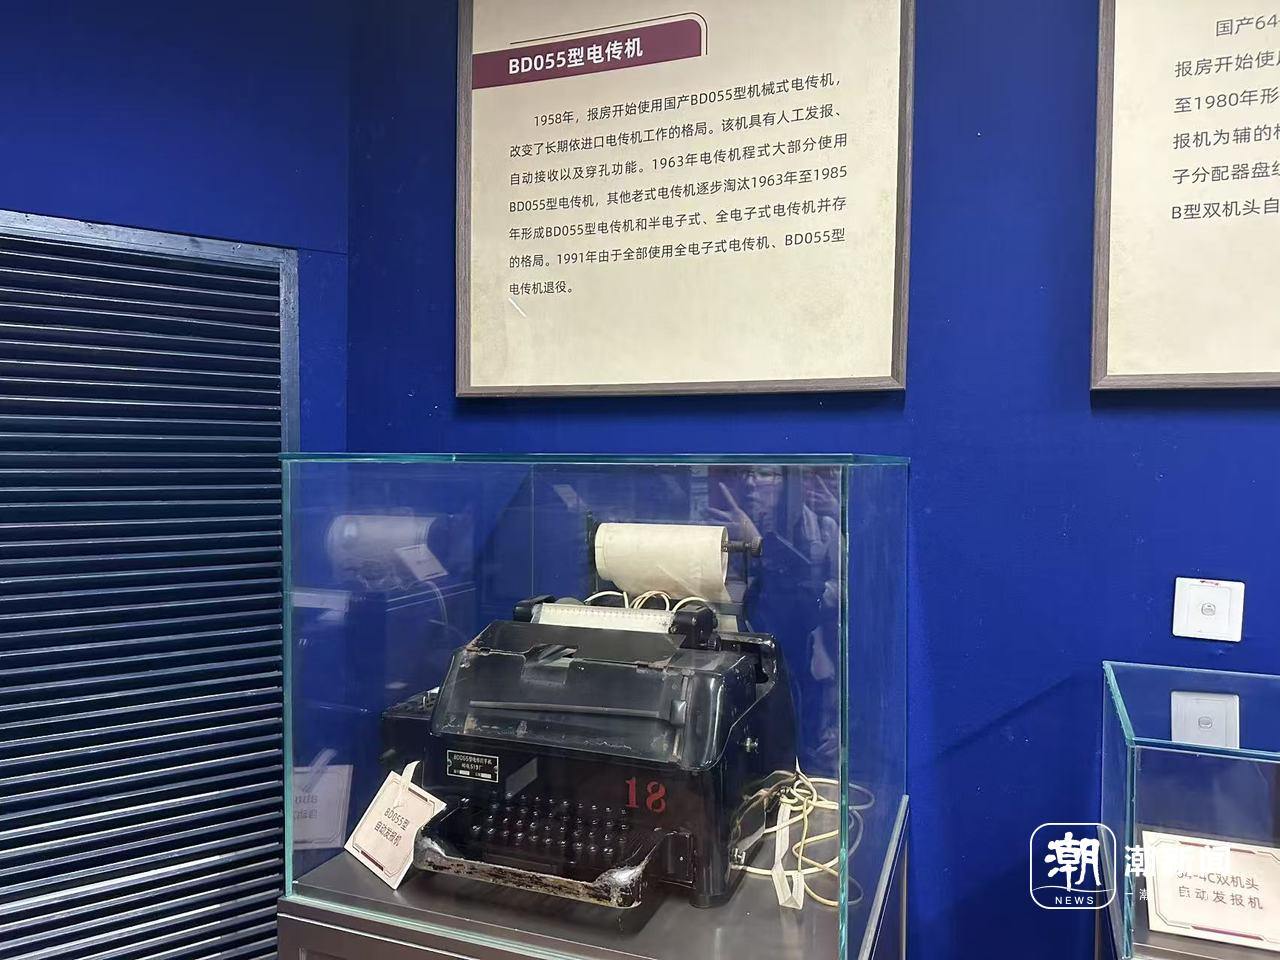 BD055型电传机
1958年，报房开始使用国产BD055型机械式电传机，
改变了长期依进口电传机工作的格局。该机具有人工发报、
自动接收以及穿孔功能。1963年电传机程式大部分使用
BD055型电传机，其他老式电传机逐步淘汰1963年至1985
年形成BD055型电传机和半电子式、全电子式电传机并存
的格局。1991年由于全部使用全电子式电传机、BD055型
电传机退役。
国产64-
报房开始使
至1980年形
报机为辅的
子分配器盘
B型双机头自
18
BD055型
自动发报机
64-4C双机头
自动发报机
潮
NEWS
潮新闻